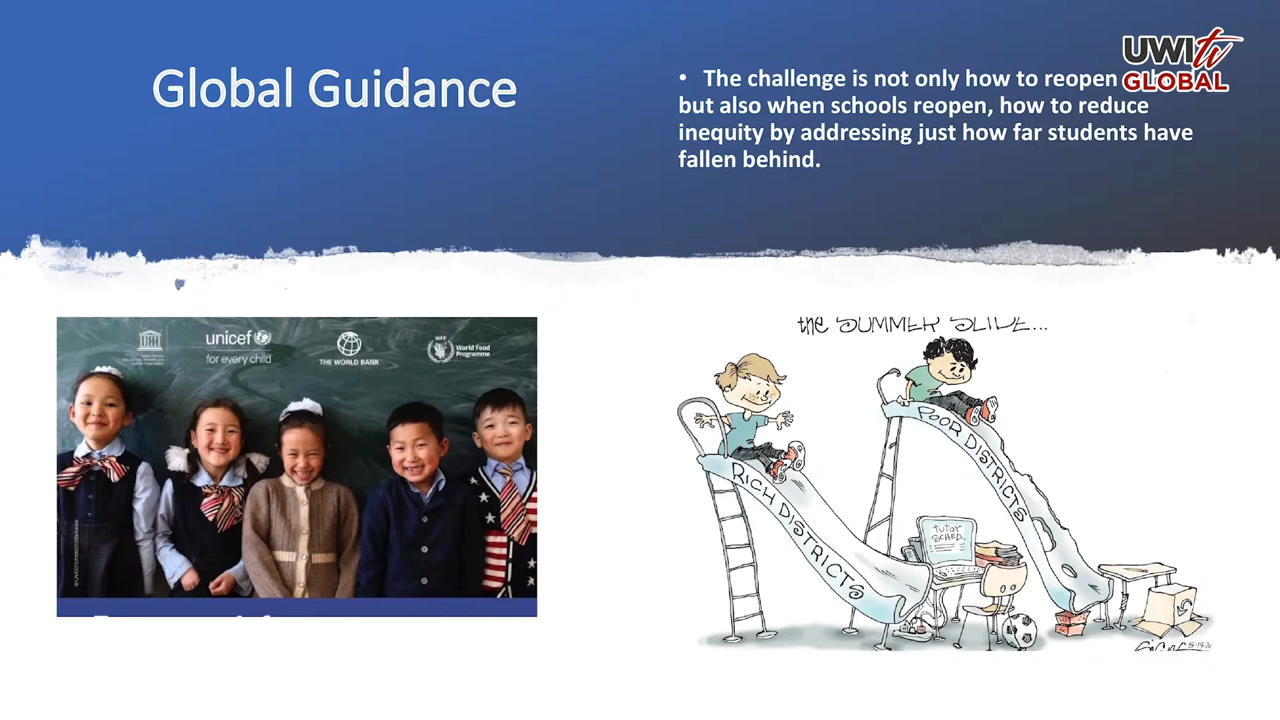 Global Guidance
• The challenge is not only how to reopen
but also when schools reopen, how to reduce
inequity by addressing just how far students have
fallen behind.
UWI tv
GLOBAL
unicef
for every child
THE WORLD BANK
WFP
World Food
Programme
the SUMMER SLIDE...
RICH DISTRICTS
POOR DISTRICTS
TUTOR
SCHED.